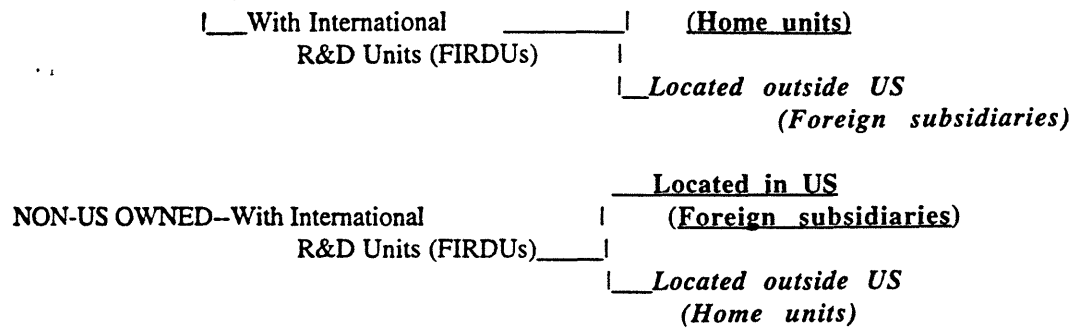 With International (Home units)
R&D Units (FIRDUs)
Located outside US
(Foreign subsidiaries)
Located in US
NON-US OWNED–With International (Foreign subsidiaries)
R&D Units (FIRDUs)
Located outside US
(Home units)